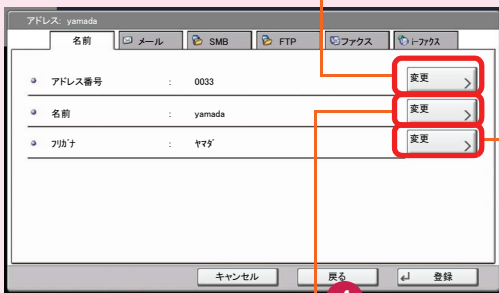 アドレス: yamada
名前 メール SMB FTP ファクス i-ファクス
アドレス番号 : 0033 変更
名前 : yamada 変更
フリガナ : ヤマダ 変更
キャンセル 戻る 登録